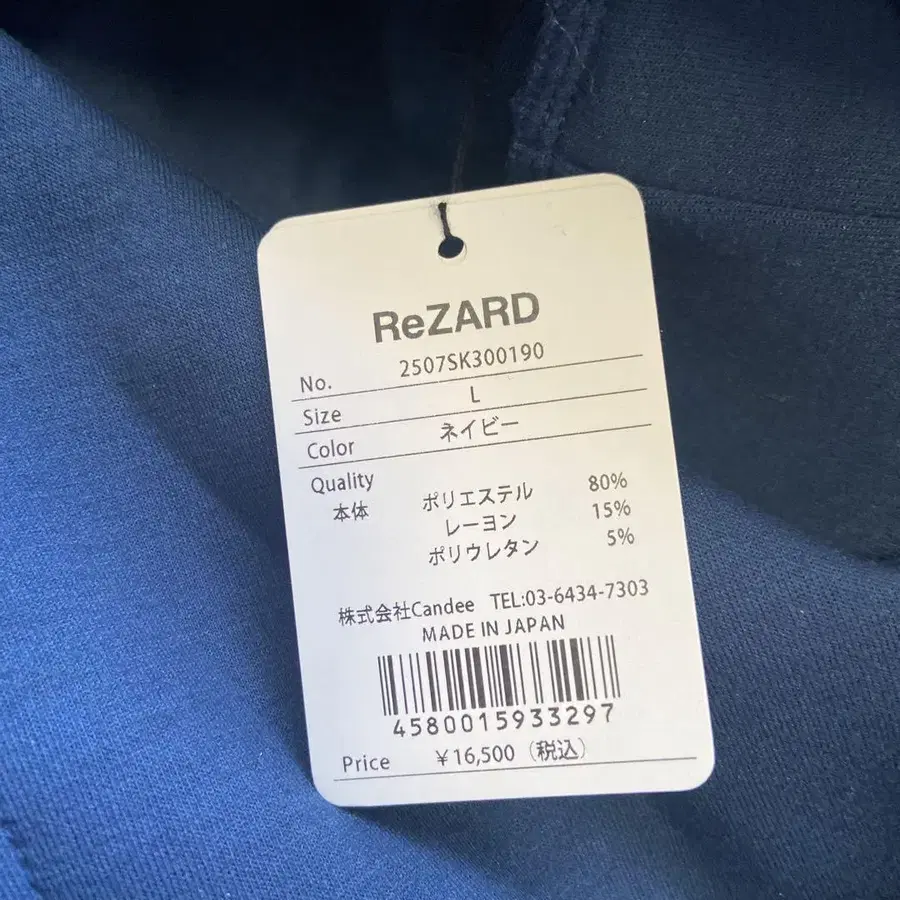 ReZARD
No. 2507SK300190
Size L
Color ネイビー
Quality
本体 ポリエステル 80%
レーヨン 15%
ポリウレタン 5%
株式会社Candee TEL:03-6434-7303
MADE IN JAPAN
4580015933297
Price ¥16,500（税込）